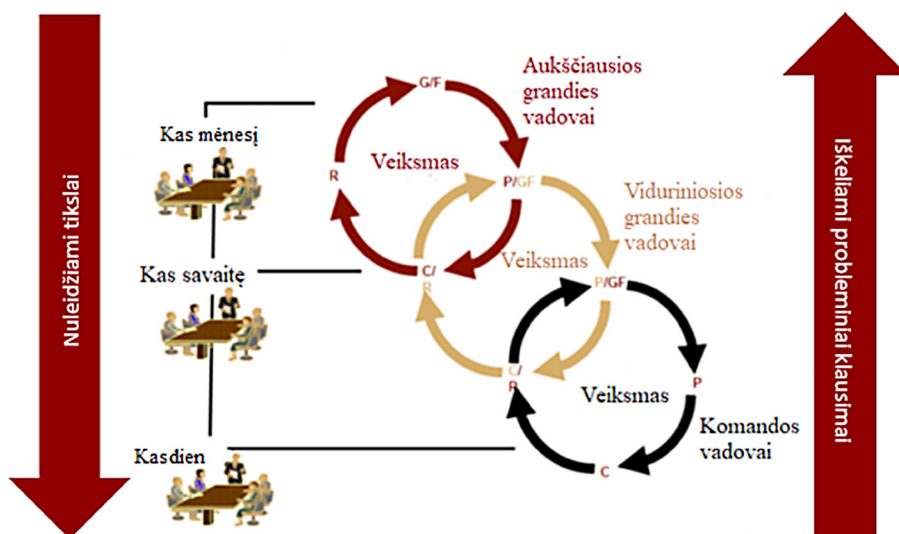 Nuleidžiami tikslai
Kas mėnesį
Kas savaitę
Kasdien
G/F
Aukščiausios
grandies
vadovai
R
Veiksmas
P/GF
Viduriniosios
grandies
vadovai
C/
R
Veiksmas
P/GF
C/
R
Veiksmas
P
Komandos
vadovai
C
Iškeliami probleminiai klausimai